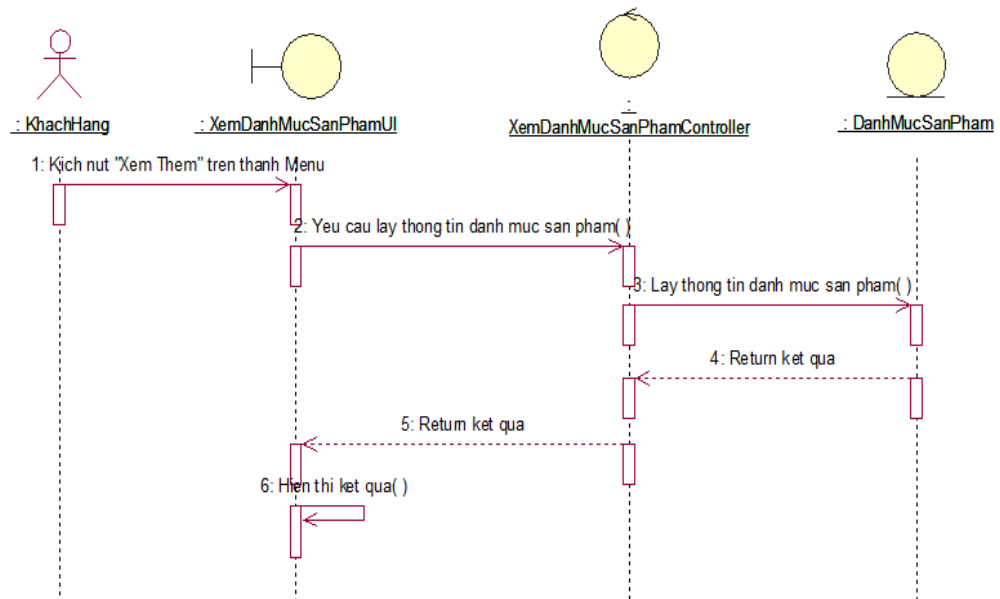 : KhachHang
: XemDanhMucSanPhamUI
:
XemDanhMucSanPhamController
: DanhMucSanPham
1: Kich nut "Xem Them" tren thanh Menu
2: Yeu cau lay thong tin danh muc san pham( )
3: Lay thong tin danh muc san pham( )
4: Return ket qua
5: Return ket qua
6: Hien thi ket qua( )